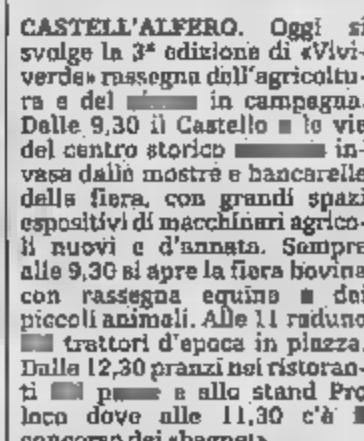 CASTELL'ALFERO. Oggi si
svolge la 3ª edizione di «Vivi-
verde» rassegna dell'agricoltu-
ra e del in campagna.
Dalle 9,30 il Castello le vie
del centro storico in-
vasa dalle mostre e bancarelle
della fiera, con grandi spazi
espositivi di macchinari agrico-
li nuovi e d'annata. Sempre
alle 9,30 si apre la fiera bovina
con rassegna equina dei
piccoli animali. Alle 11 raduno
trattori d'epoca in piazza.
Dalle 12,30 pranzi nei ristoran-
ti e allo stand Pro
loco dove alle 11,30 c'è
concorso dei